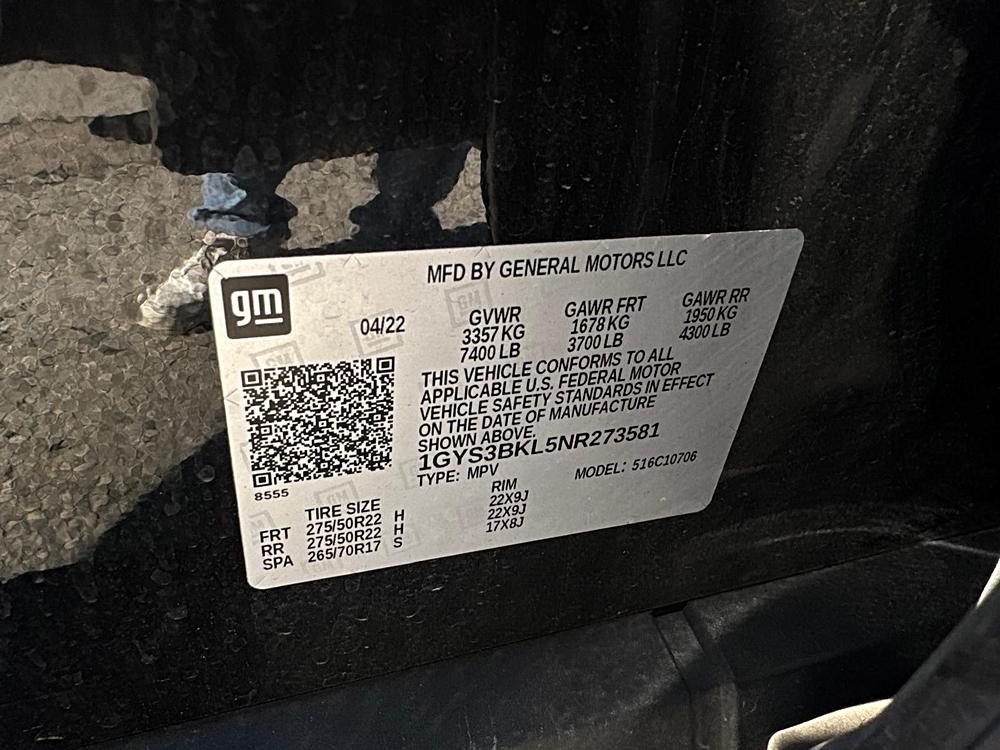 MFD BY GENERAL MOTORS LLC
gm
04/22
GVWR GAWR FRT GAWR RR
3357 KG 1678 KG 1950 KG
7400 LB 3700 LB 4300 LB
THIS VEHICLE CONFORMS TO ALL
APPLICABLE U.S. FEDERAL MOTOR
VEHICLE SAFETY STANDARDS IN EFFECT
ON THE DATE OF MANUFACTURE
SHOWN ABOVE.
1GYS3BKL5NR273581
TYPE: MPV MODEL: 516C10706
8555
TIRE SIZE RIM
FRT 275/50R22 H 22X9J
RR 275/50R22 H 22X9J
SPA 265/70R17 S 17X8J